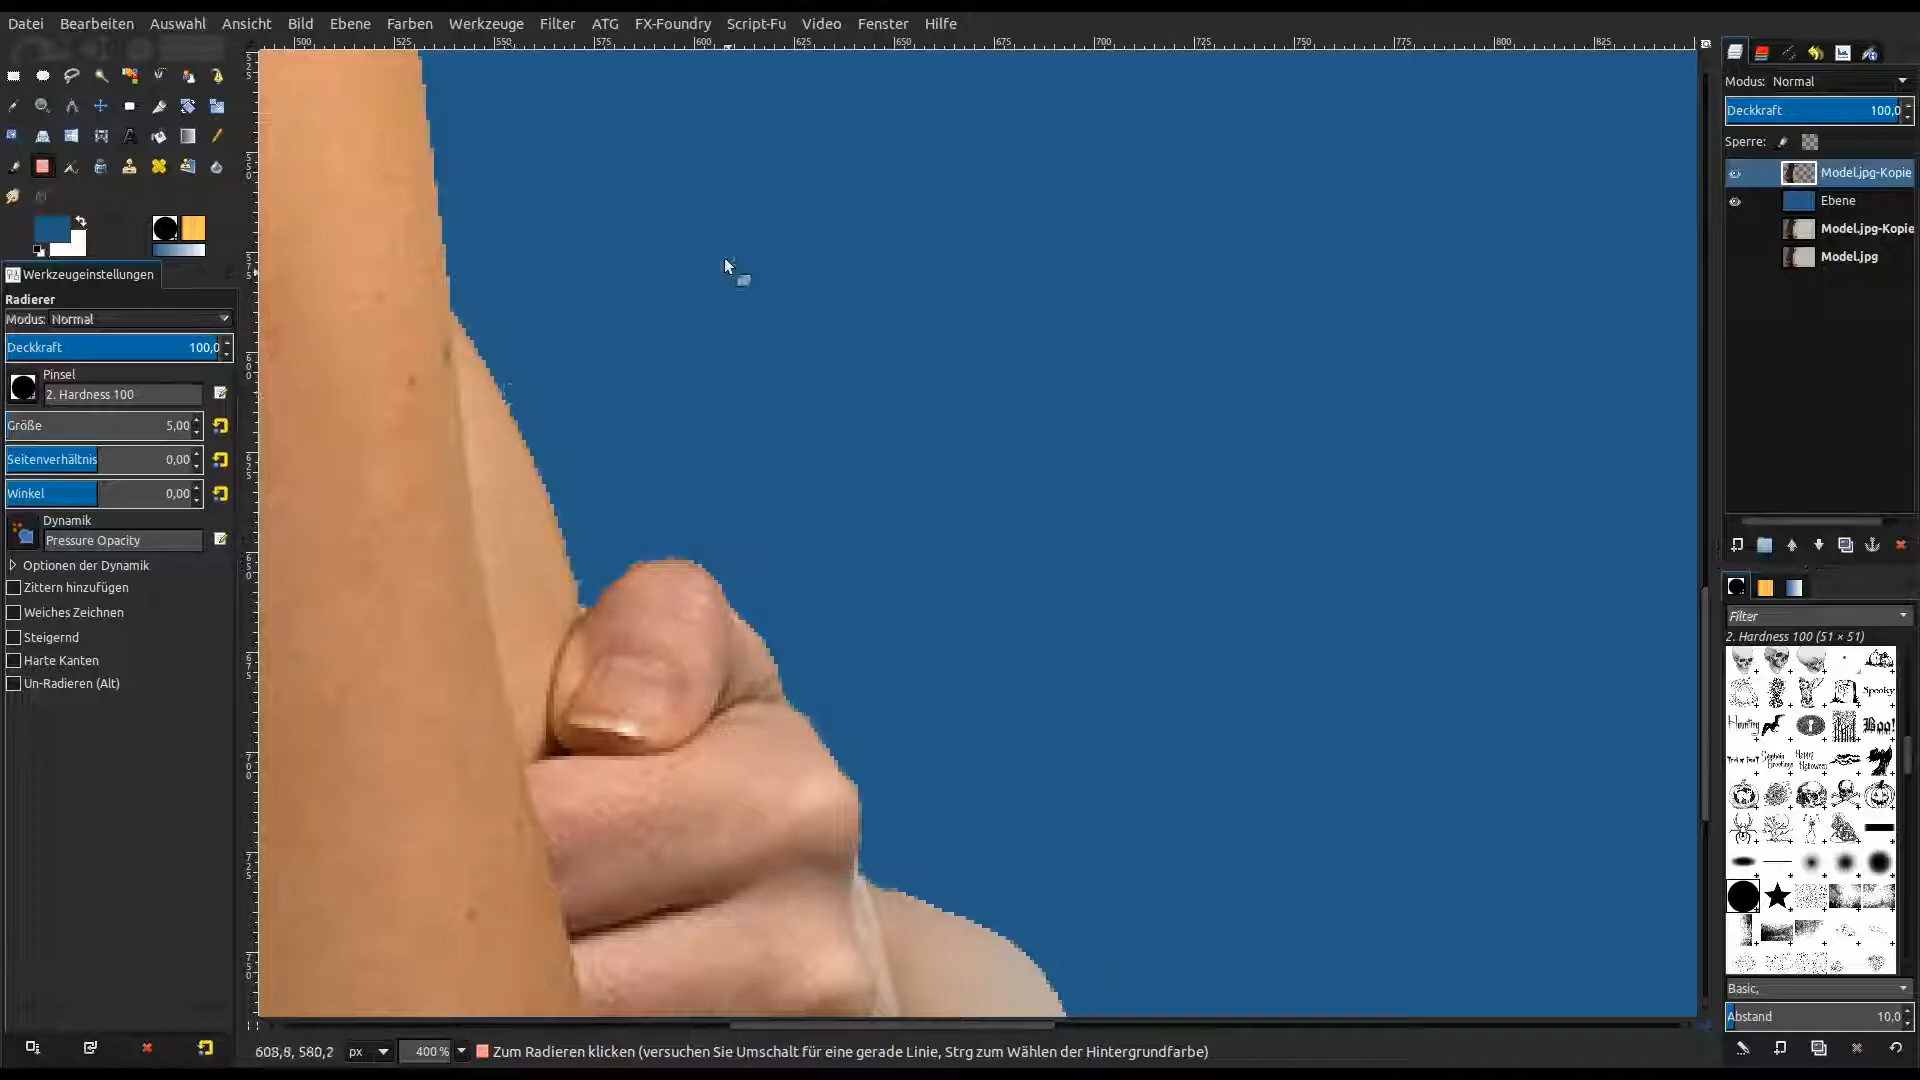 Datei Bearbeiten Auswahl Ansicht Bild Ebene Farben Werkzeuge Filter ATG FX-Foundry Script-Fu Video Fenster Hilfe
500 525 550 575 600 625 650 675 700 725 750 775 800 825
Modus: Normal
Deckkraft 100,0
Sperre:
Model.jpg-Kopie
Ebene
Model.jpg-Kopie
Model.jpg
Werkzeugeinstellungen
Radierer
Modus: Normal
Deckkraft 100,0
Pinsel
2. Hardness 100
Größe 5,00
Seitenverhältnis 0,00
Winkel 0,00
Dynamik
Pressure Opacity
Optionen der Dynamik
Zittern hinzufügen
Weiches Zeichnen
Steigernd
Harte Kanten
Un-Radieren (Alt)
Filter
2. Hardness 100 (51 × 51)
Spooky
Haunting
Boo!
Basic,
Abstand 10,0
608,8, 580,2 px 400 % Zum Radieren klicken (versuchen Sie Umschalt für eine gerade Linie, Strg zum Wählen der Hintergrundfarbe)